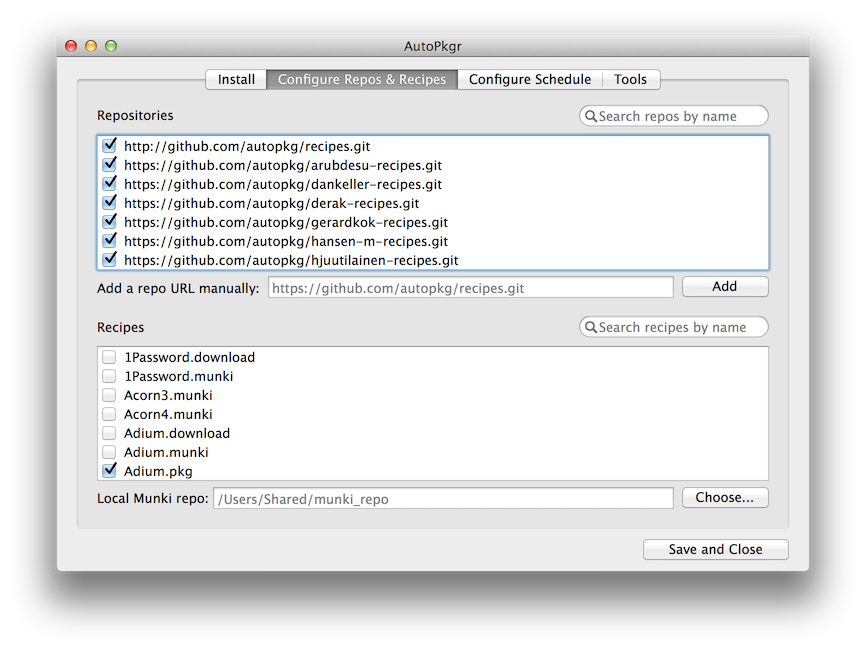 AutoPkgr
Install Configure Repos & Recipes Configure Schedule Tools
Repositories
Search repos by name
http://github.com/autopkg/recipes.git
https://github.com/autopkg/arubdesu-recipes.git
https://github.com/autopkg/dankeller-recipes.git
https://github.com/autopkg/derak-recipes.git
https://github.com/autopkg/gerardkok-recipes.git
https://github.com/autopkg/hansen-m-recipes.git
https://github.com/autopkg/hjuutilainen-recipes.git
Add a repo URL manually: https://github.com/autopkg/recipes.git Add
Recipes
Search recipes by name
1Password.download
1Password.munki
Acorn3.munki
Acorn4.munki
Adium.download
Adium.munki
Adium.pkg
Local Munki repo: /Users/Shared/munki_repo Choose...
Save and Close